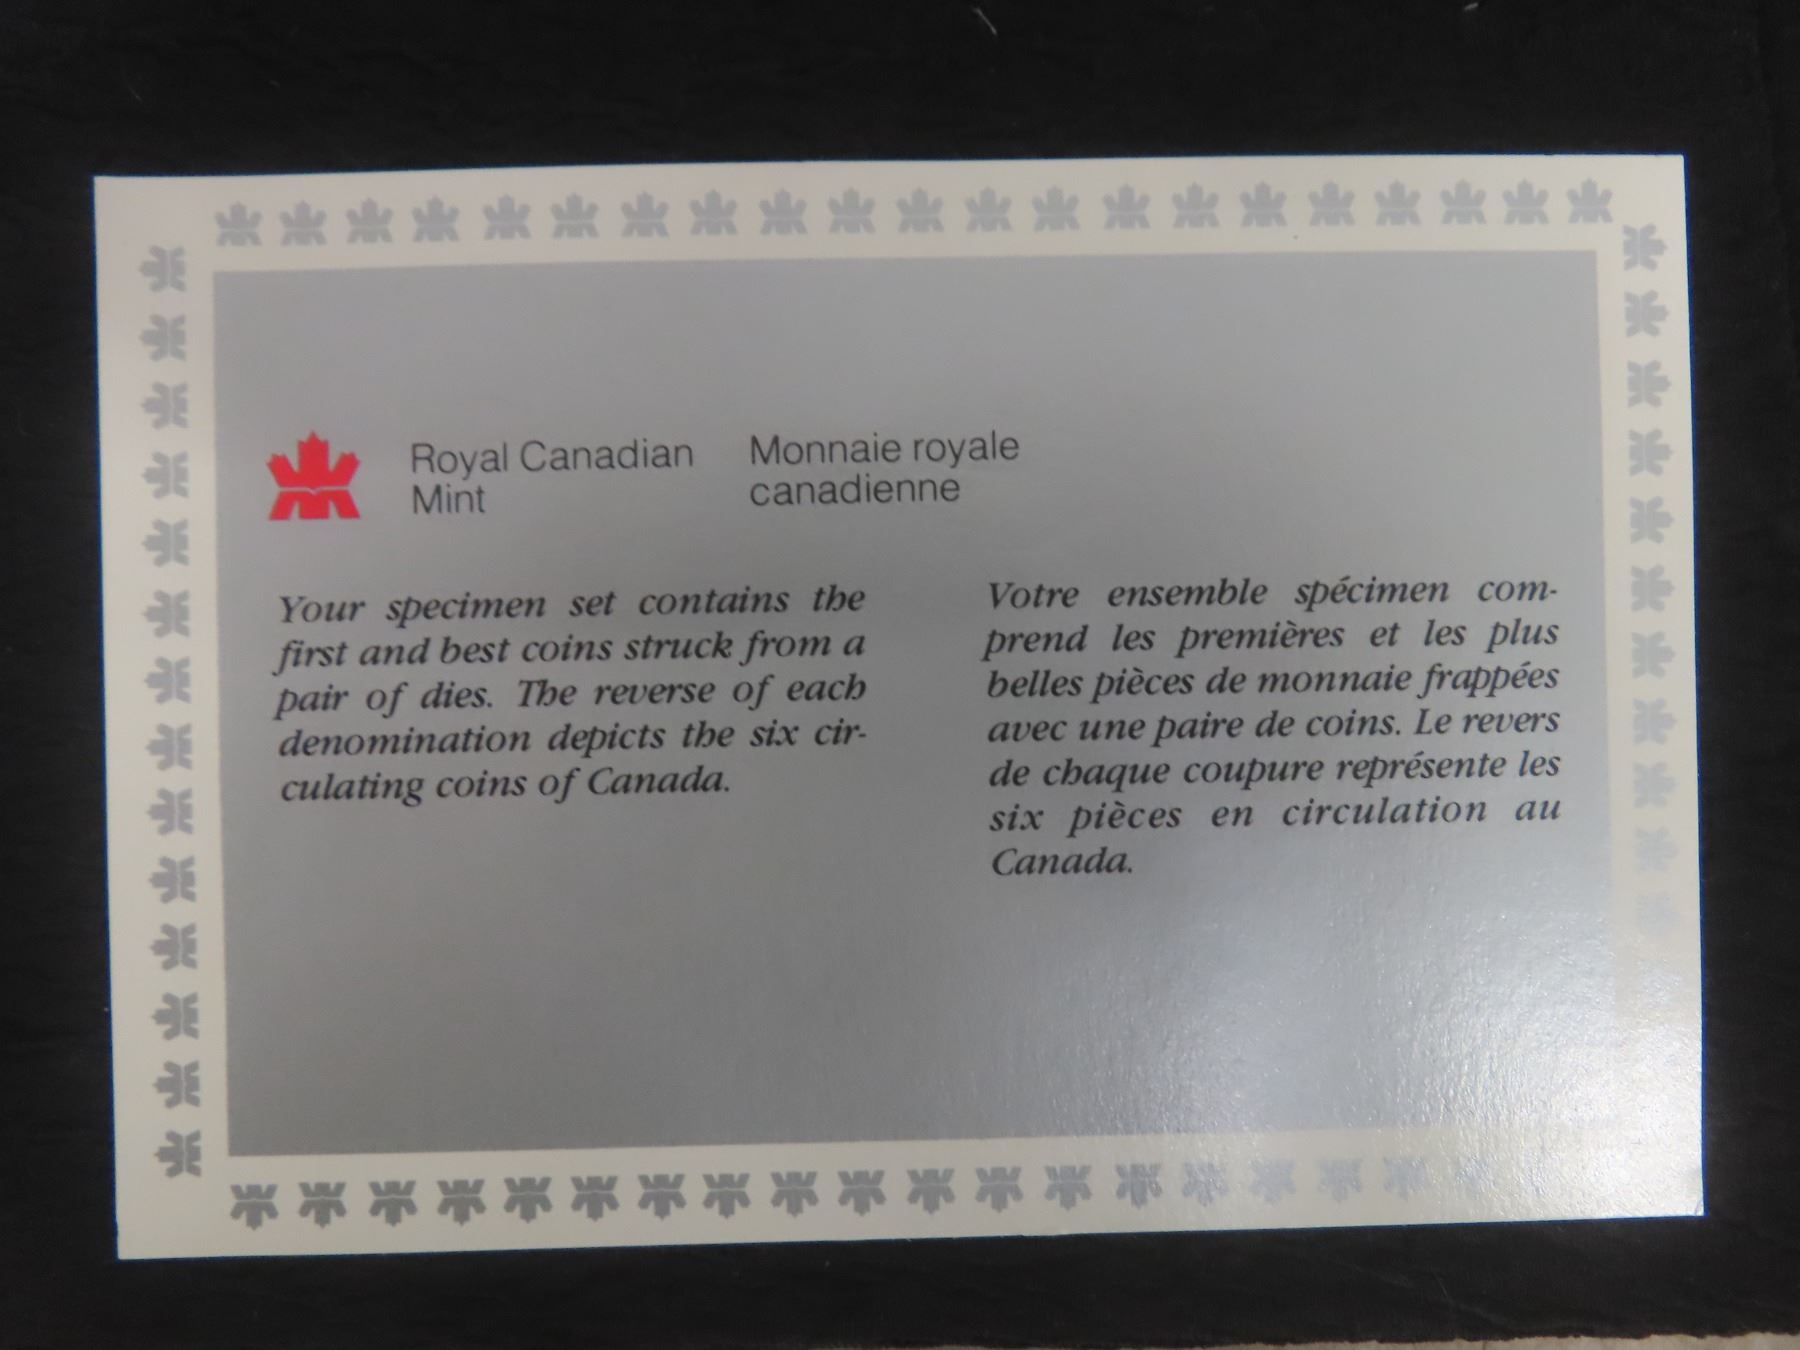 Royal Canadian
Mint
Monnaie royale
canadienne
Your specimen set contains the
first and best coins struck from a
pair of dies. The reverse of each
denomination depicts the six cir-
culating coins of Canada.
Votre ensemble spécimen com-
prend les premières et les plus
belles pièces de monnaie frappées
avec une paire de coins. Le revers
de chaque coupure représente les
six pièces en circulation au
Canada.